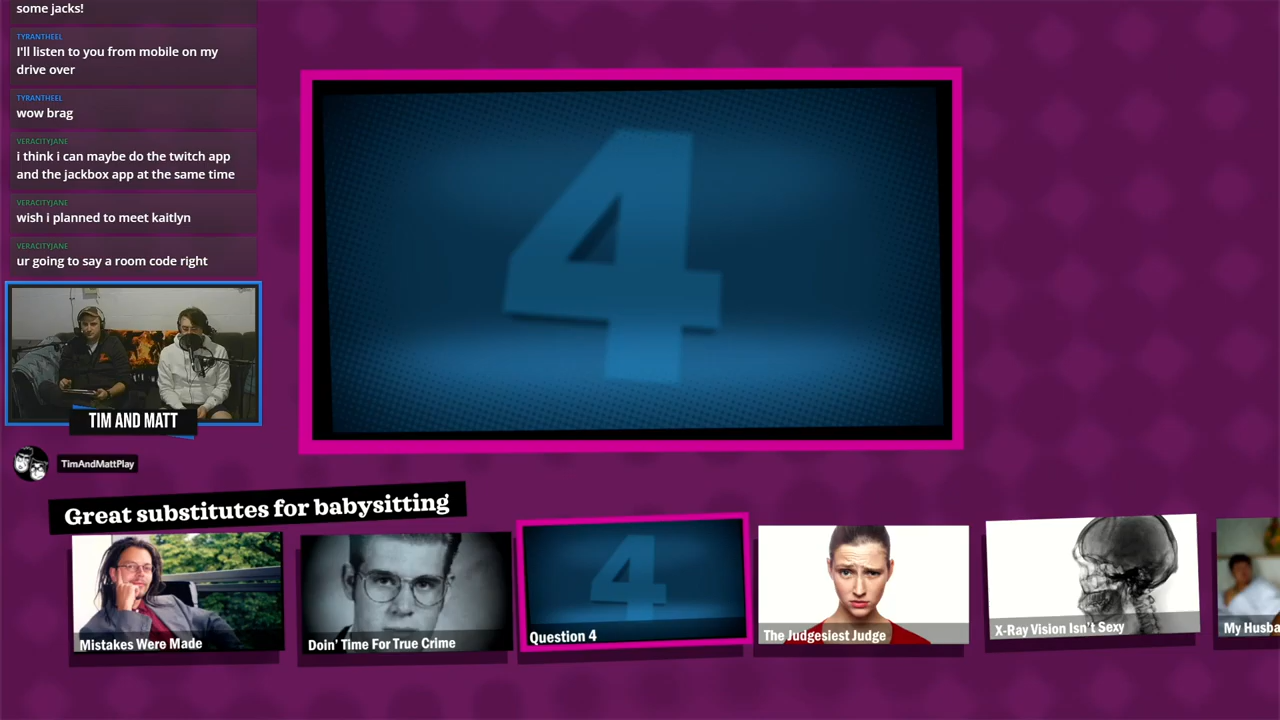 some jacks!
TYRANTHEEL
I'll listen to you from mobile on my
drive over
TYRANTHEEL
wow brag
VERACITYJANE
i think i can maybe do the twitch app
and the jackbox app at the same time
VERACITYJANE
wish i planned to meet kaitlyn
VERACITYJANE
ur going to say a room code right
TIM AND MATT
TimAndMattPlay
4
Great substitutes for babysitting
Mistakes Were Made
Doin' Time For True Crime
4
Question 4
The Judgesiest Judge
X-Ray Vision Isn't Sexy
My Husba